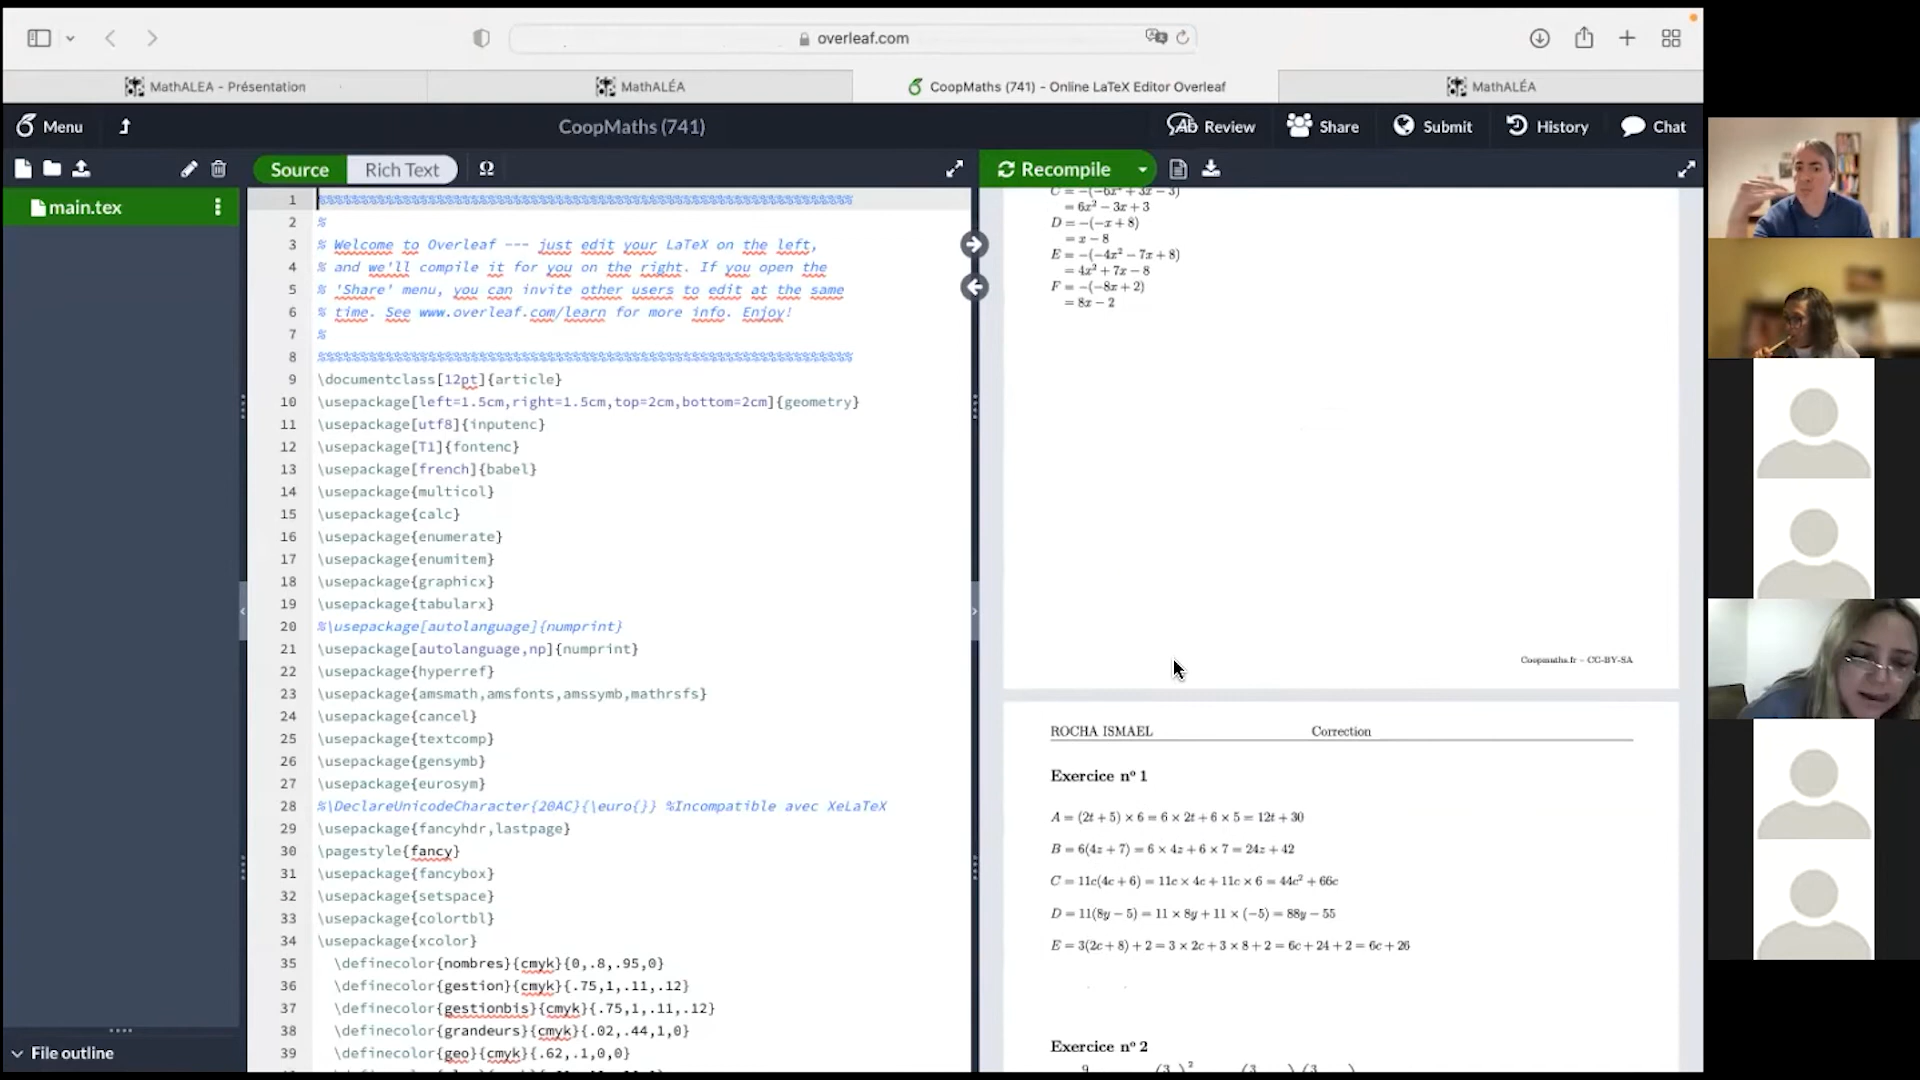 overleaf.com
MathALEA - Présentation
MathALÉA
CoopMaths (741) - Online LaTeX Editor Overleaf
MathALÉA
Menu
CoopMaths (741)
Review
Share
Submit
History
Chat
Source
Rich Text
Ω
Recompile
main.tex
1 %%%%%%%%%%%%%%%%%%%%%%%%%%%%%%%%%%%%%%%%%%%%%%%%%%%%%%%%%%%%%%%%
2 %
3 % Welcome to Overleaf --- just edit your LaTeX on the left,
4 % and we'll compile it for you on the right. If you open the
5 % 'Share' menu, you can invite other users to edit at the same
6 % time. See www.overleaf.com/learn for more info. Enjoy!
7 %
8 %%%%%%%%%%%%%%%%%%%%%%%%%%%%%%%%%%%%%%%%%%%%%%%%%%%%%%%%%%%%%%%%
9 \documentclass[12pt]{article}
10 \usepackage[left=1.5cm,right=1.5cm,top=2cm,bottom=2cm]{geometry}
11 \usepackage[utf8]{inputenc}
12 \usepackage[T1]{fontenc}
13 \usepackage[french]{babel}
14 \usepackage{multicol}
15 \usepackage{calc}
16 \usepackage{enumerate}
17 \usepackage{enumitem}
18 \usepackage{graphicx}
19 \usepackage{tabularx}
20 %\usepackage[autolanguage]{numprint}
21 \usepackage[autolanguage,np]{numprint}
22 \usepackage{hyperref}
23 \usepackage{amsmath,amsfonts,amssymb,mathrsfs}
24 \usepackage{cancel}
25 \usepackage{textcomp}
26 \usepackage{gensymb}
27 \usepackage{eurosym}
28 %\DeclareUnicodeCharacter{20AC}{\euro{}} %Incompatible avec XeLaTeX
29 \usepackage{fancyhdr,lastpage}
30 \pagestyle{fancy}
31 \usepackage{fancybox}
32 \usepackage{setspace}
33 \usepackage{colortbl}
34 \usepackage{xcolor}
35 \definecolor{nombres}{cmyk}{0,.8,.95,0}
36 \definecolor{gestion}{cmyk}{.75,1,.11,.12}
37 \definecolor{gestionbis}{cmyk}{.75,1,.11,.12}
38 \definecolor{grandeurs}{cmyk}{.02,.44,1,0}
39 \definecolor{geo}{cmyk}{.62,.1,0,0}
File outline
C = −(−6x² + 3x − 3)
= 6x² − 3x + 3
D = −(−x + 8)
= x − 8
E = −(−4x² − 7x + 8)
= 4x² + 7x − 8
F = −(−8x + 2)
= 8x − 2
Coopmaths.fr – CC-BY-SA
ROCHA ISMAEL Correction
Exercice nº 1
A = (2t + 5) × 6 = 6 × 2t + 6 × 5 = 12t + 30
B = 6(4z + 7) = 6 × 4z + 6 × 7 = 24z + 42
C = 11c(4c + 6) = 11c × 4c + 11c × 6 = 44c² + 66c
D = 11(8y − 5) = 11 × 8y + 11 × (−5) = 88y − 55
E = 3(2c + 8) + 2 = 3 × 2c + 3 × 8 + 2 = 6c + 24 + 2 = 6c + 26
Exercice nº 2